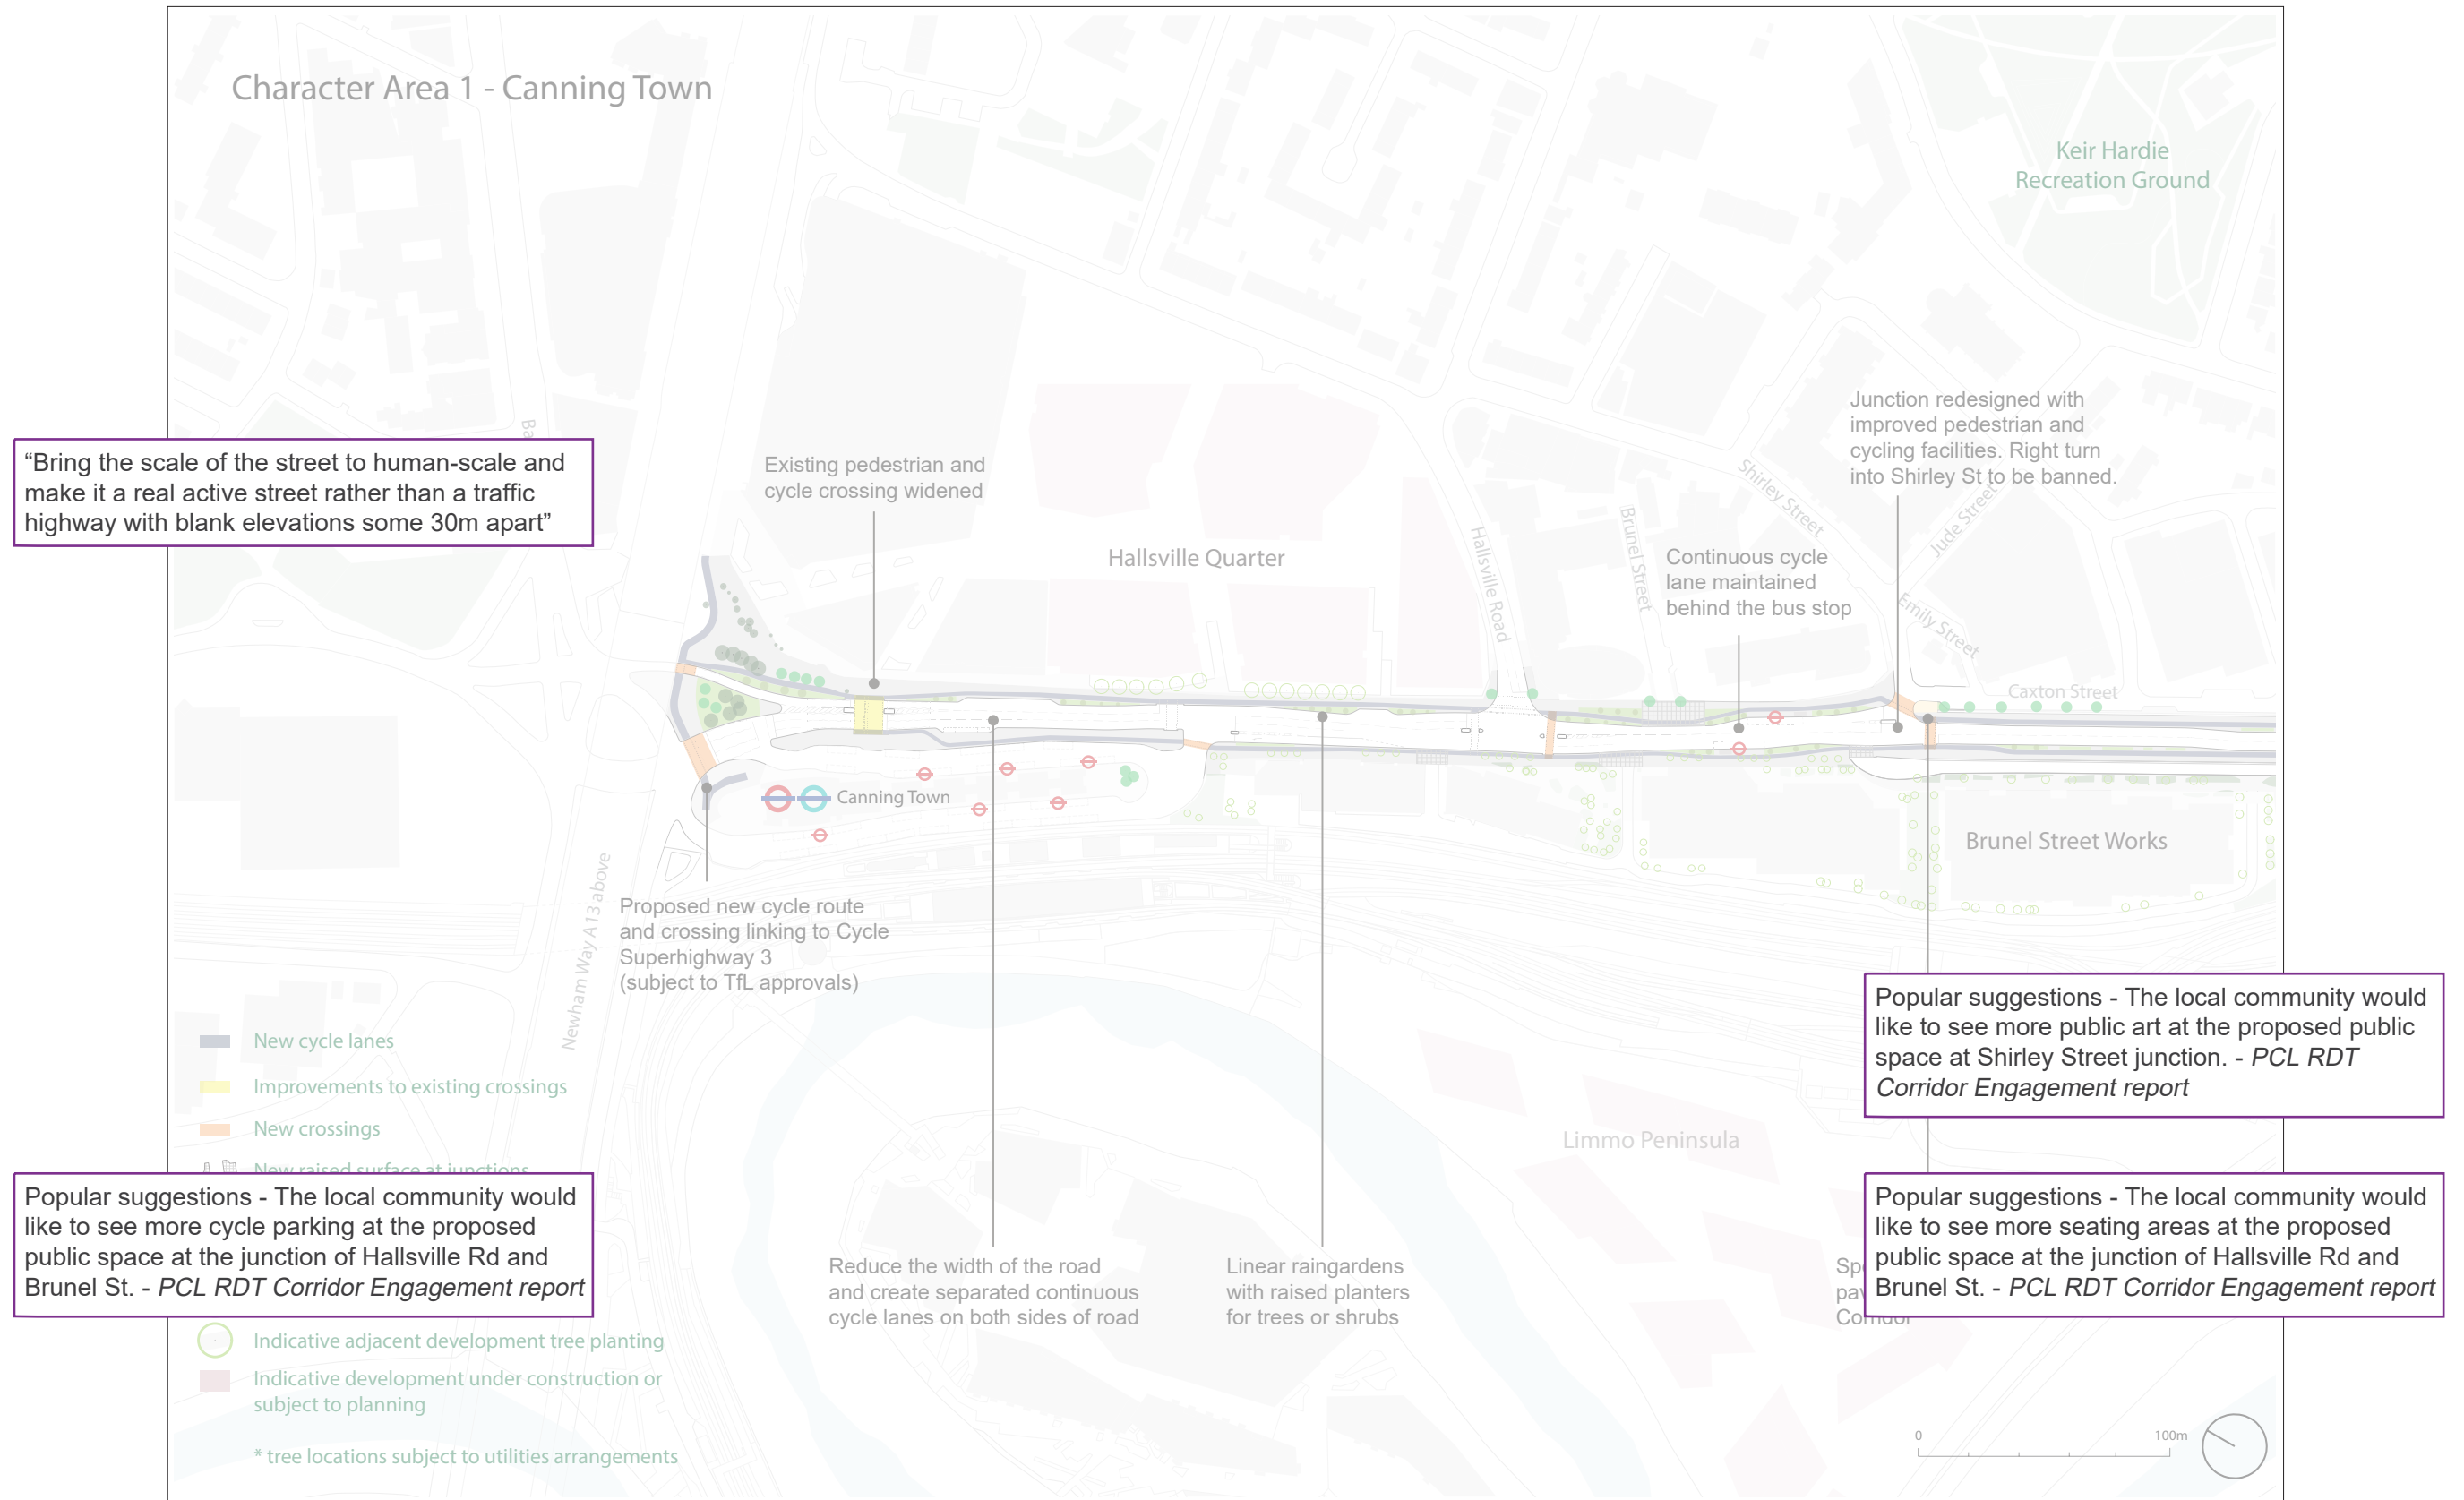 Character Area 1 - Canning Town
Keir Hardie
Recreation Ground
“Bring the scale of the street to human-scale and
make it a real active street rather than a traffic
highway with blank elevations some 30m apart”
Existing pedestrian and
cycle crossing widened
Hallsville Quarter
Hallsville Road
Brunel Street
Shirley Street
Continuous cycle
lane maintained
behind the bus stop
Junction redesigned with
improved pedestrian and
cycling facilities. Right turn
into Shirley St to be banned.
Jude Street
Emily Street
Caxton Street
Canning Town
Brunel Street Works
Newham Way A13 above
Proposed new cycle route
and crossing linking to Cycle
Superhighway 3
(subject to TfL approvals)
Popular suggestions - The local community would
like to see more public art at the proposed public
space at Shirley Street junction. - PCL RDT
Corridor Engagement report
Limmo Peninsula
New cycle lanes
Improvements to existing crossings
New crossings
New raised surface at junctions
Popular suggestions - The local community would
like to see more cycle parking at the proposed
public space at the junction of Hallsville Rd and
Brunel St. - PCL RDT Corridor Engagement report
Indicative adjacent development tree planting
Indicative development under construction or
subject to planning
* tree locations subject to utilities arrangements
Reduce the width of the road
and create separated continuous
cycle lanes on both sides of road
Linear raingardens
with raised planters
for trees or shrubs
Popular suggestions - The local community would
like to see more seating areas at the proposed
public space at the junction of Hallsville Rd and
Brunel St. - PCL RDT Corridor Engagement report
Corridor
0 100m